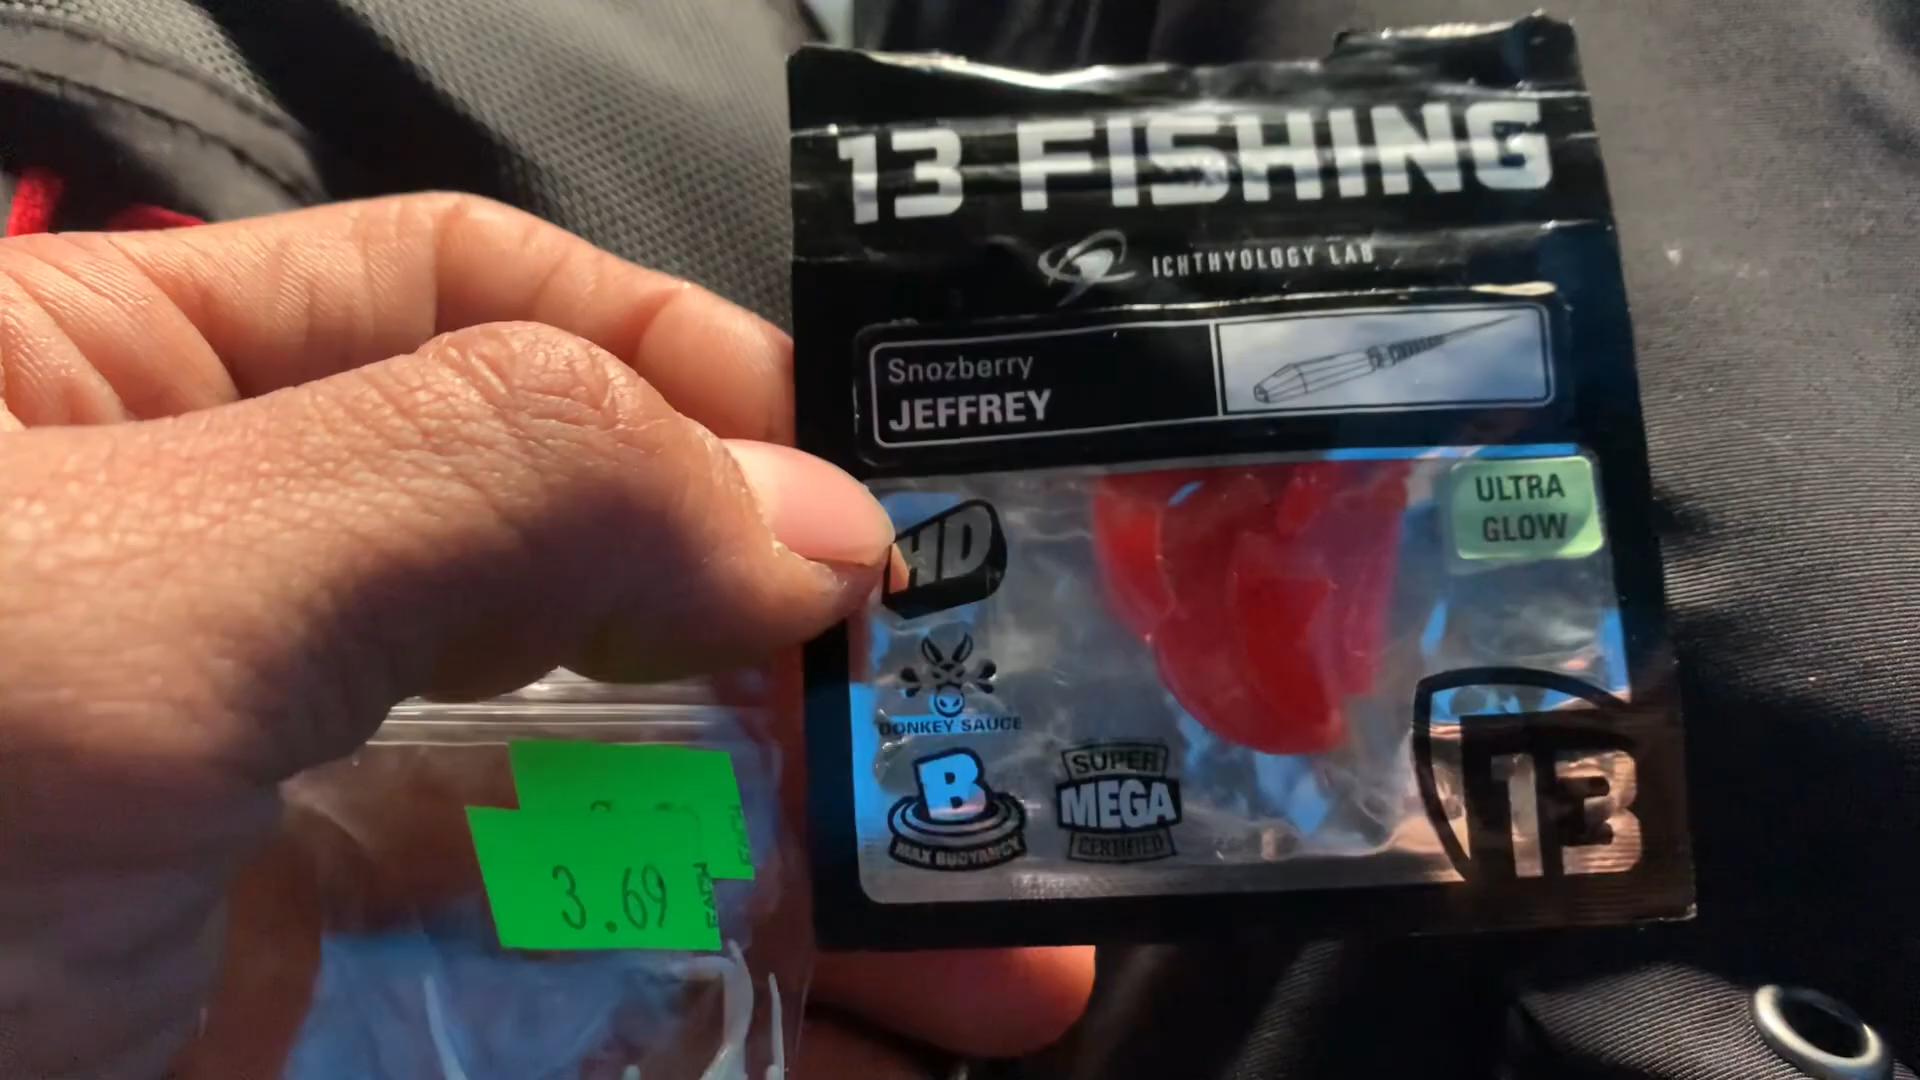 13 FISHING
ICHTHYOLOGY LAB
Snozberry
JEFFREY
ULTRA
GLOW
HD
DONKEY SAUCE
B
MAX BUOYANCY
SUPER
MEGA
CERTIFIED
13
EACH
3.69
EACH